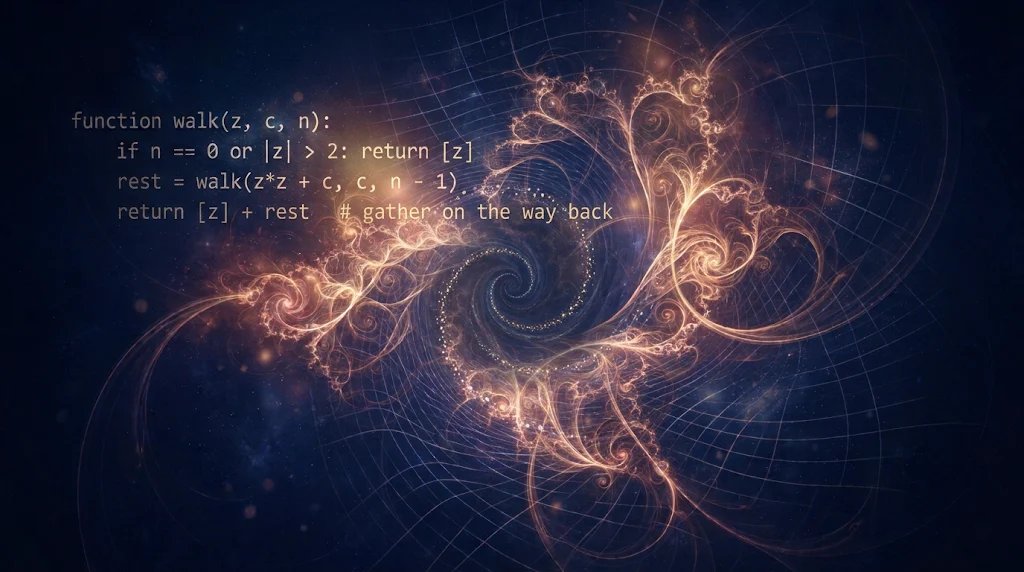 function walk(z, c, n):
    if n == 0 or |z| > 2: return [z]
    rest = walk(z*z + c, c, n - 1)
    return [z] + rest   # gather on the way back